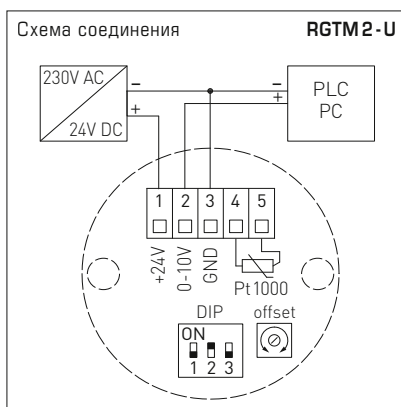 Схема соединения RGTM 2 - U
230V AC
24V DC
−
+
−
+
PLC
PC
1 2 3 4 5
+24V
0-10V
GND
Pt1000
DIP
offset
ON
1 2 3